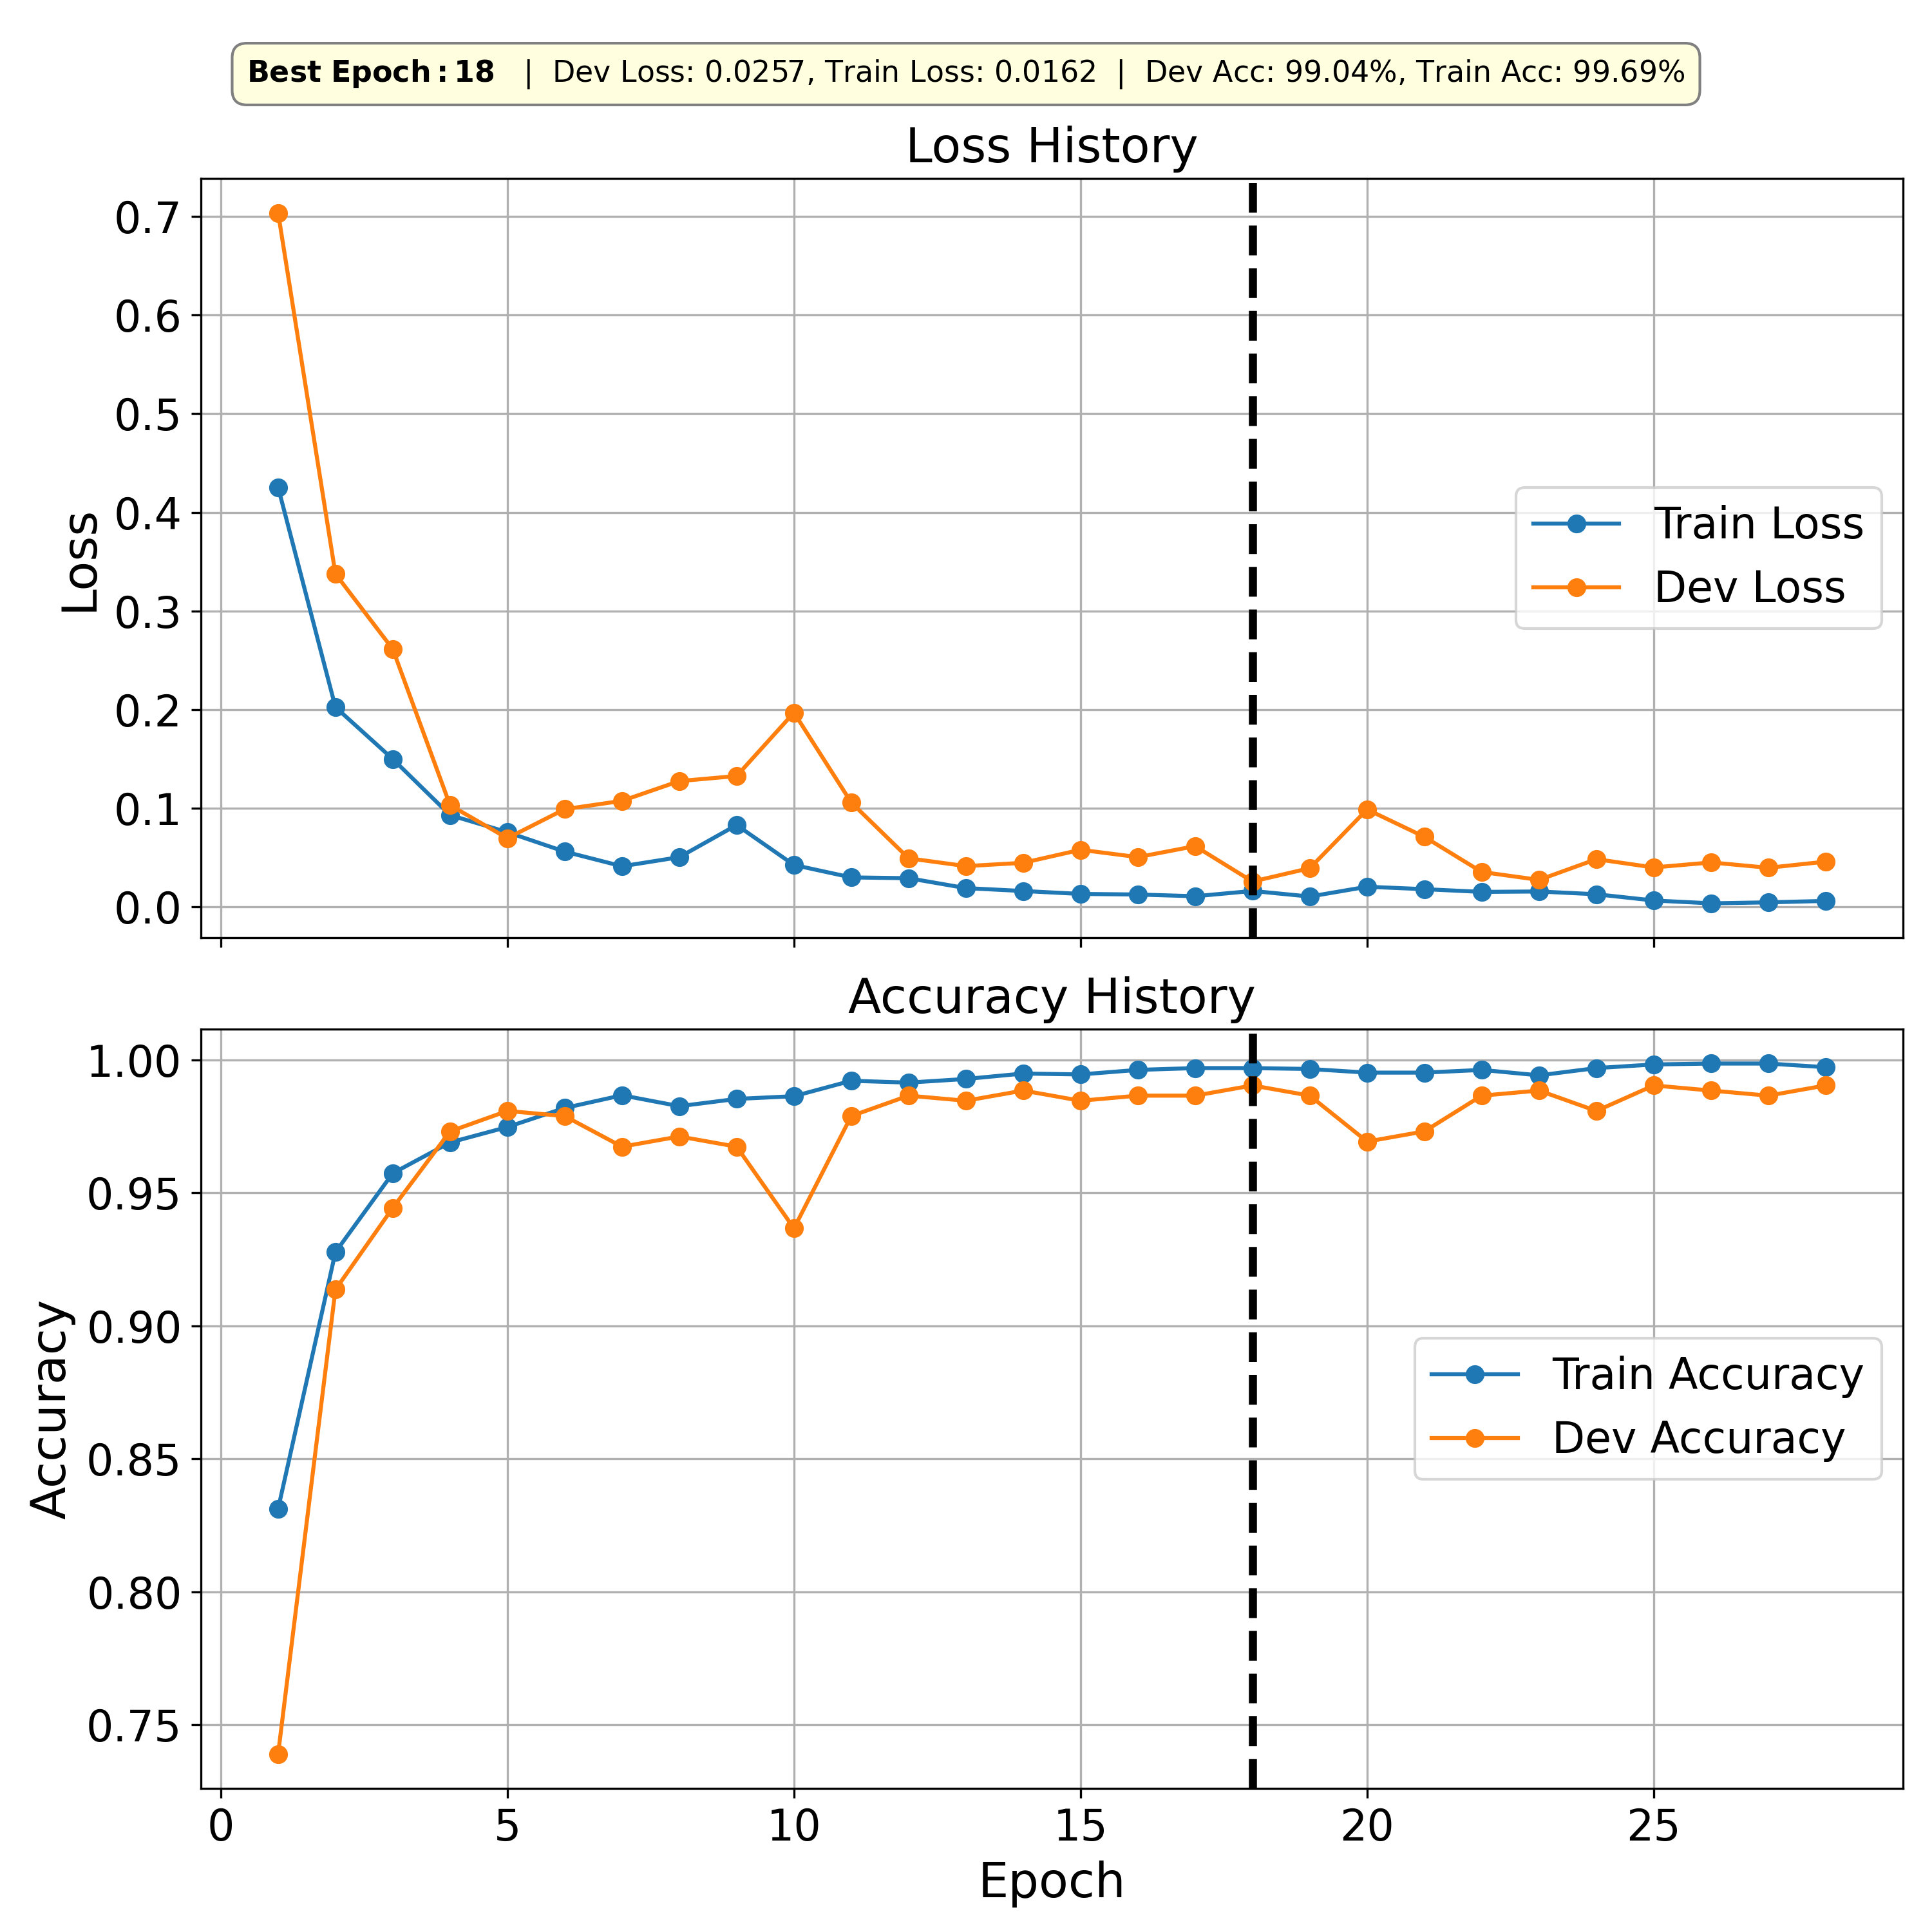 Best Epoch: 18 | Dev Loss: 0.0257, Train Loss: 0.0162 | Dev Acc: 99.04%, Train Acc: 99.69%
Loss History
0.7
0.6
0.5
0.4
0.3
0.2
0.1
0.0
Loss
Train Loss
Dev Loss
Accuracy History
1.00
0.95
0.90
0.85
0.80
0.75
Accuracy
Train Accuracy
Dev Accuracy
0 5 10 15 20 25
Epoch